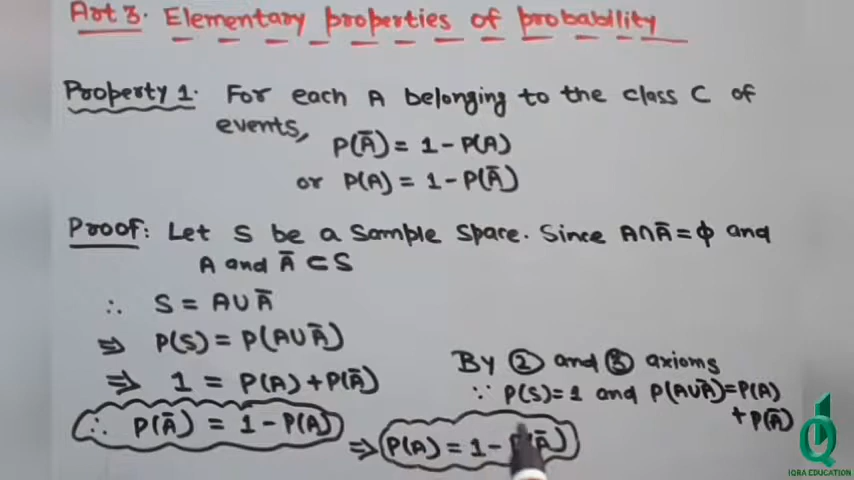 Art 3. Elementary properties of probability
Property 1. For each A belonging to the class C of
events,
P(Ā) = 1 - P(A)
or P(A) = 1 - P(Ā)
Proof: Let S be a Sample Space. Since A∩Ā = ϕ and
A and Ā ⊂ S
∴ S = A∪Ā
⇒ P(S) = P(A∪Ā)
⇒ 1 = P(A) + P(Ā)
By ② and ③ axioms
∵ P(S) = 1 and P(A∪Ā) = P(A)
+ P(Ā)
∴ P(Ā) = 1 - P(A)
⇒ P(A) = 1 - P(Ā)
IQRA EDUCATION